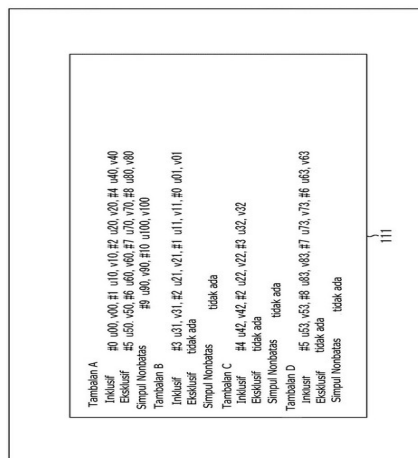 Tambalan A
Inklusif #0 u00, v00, #1 u10, v10, #2 u20, v20, #4 u40, v40
Eksklusif #5 u50, v50, #6 u60, v60, #7 u70, v70, #8 u80, v80
Simpul Nonbatas #9 u90, v90, #10 u100, v100
Tambalan B
Inklusif #3 u31, v31, #2 u21, v21, #1 u11, v11, #0 u01, v01
Eksklusif tidak ada
Simpul Nonbatas tidak ada
Tambalan C
Inklusif #4 u42, v42, #2 u22, v22, #3 u32, v32
Eksklusif tidak ada
Simpul Nonbatas tidak ada
Tambalan D
Inklusif #5 u53, v53, #8 u83, v83, #7 u73, v73, #6 u63, v63
Eksklusif tidak ada
Simpul Nonbatas tidak ada
111